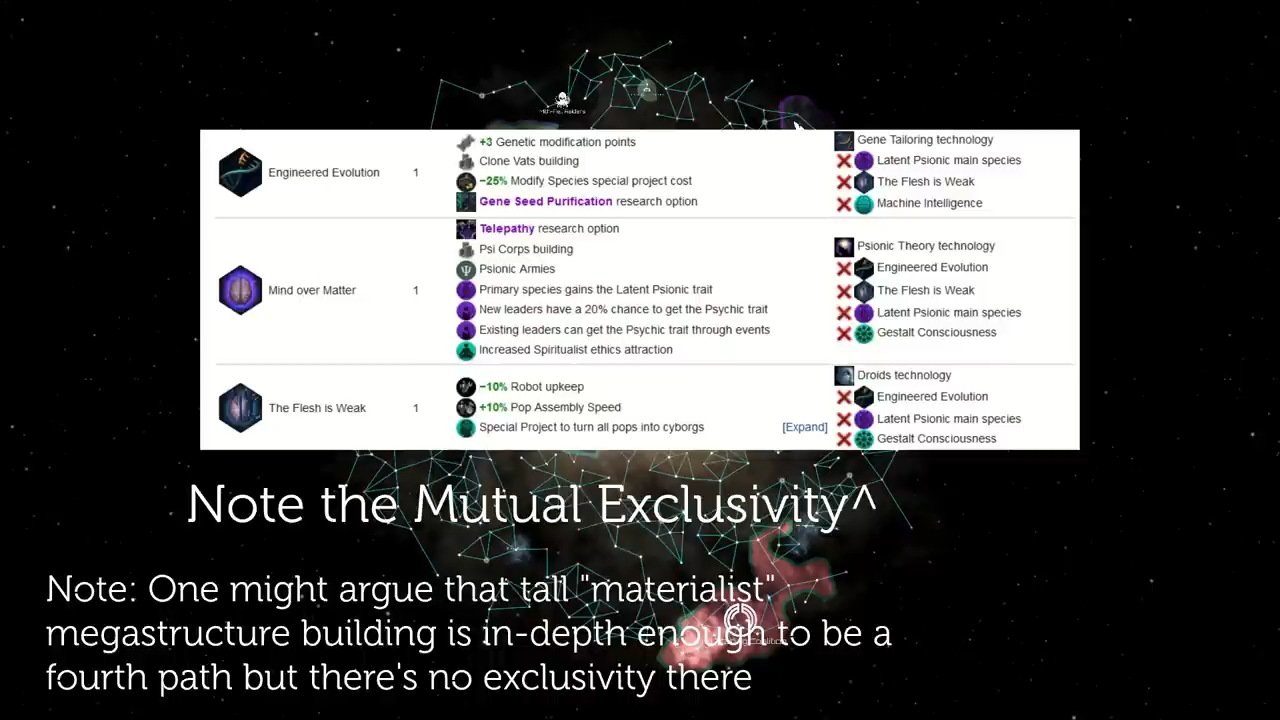 +3 Genetic modification points
Clone Vats building
Engineered Evolution 1
−25% Modify Species special project cost
Gene Seed Purification research option
Gene Tailoring technology
Latent Psionic main species
The Flesh is Weak
Machine Intelligence
Telepathy research option
Psi Corps building
Psionic Armies
Mind over Matter 1
Primary species gains the Latent Psionic trait
New leaders have a 20% chance to get the Psychic trait
Existing leaders can get the Psychic trait through events
Increased Spiritualist ethics attraction
Psionic Theory technology
Engineered Evolution
The Flesh is Weak
Latent Psionic main species
Gestalt Consciousness
The Flesh is Weak 1
−10% Robot upkeep
+10% Pop Assembly Speed
Special Project to turn all pops into cyborgs [Expand]
Droids technology
Engineered Evolution
Latent Psionic main species
Gestalt Consciousness
Note the Mutual Exclusivity^
Note: One might argue that tall "materialist"
megastructure building is in-depth enough to be a
fourth path but there's no exclusivity there